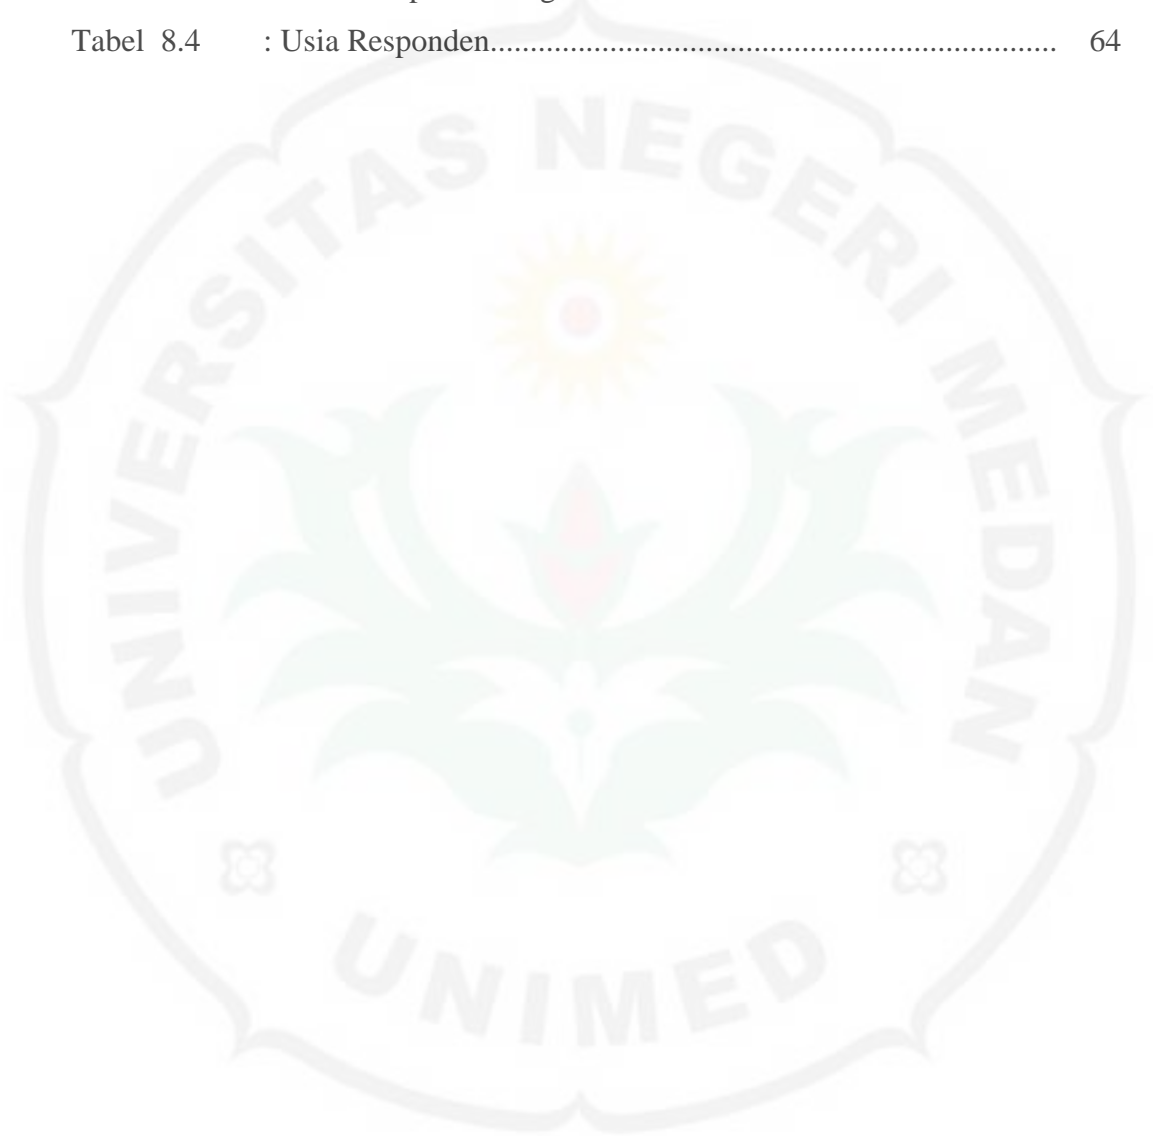 Tabel 8.4 : Usia Responden...................................................................... 64
UNIVERSITAS NEGERI MEDAN
UNIMED